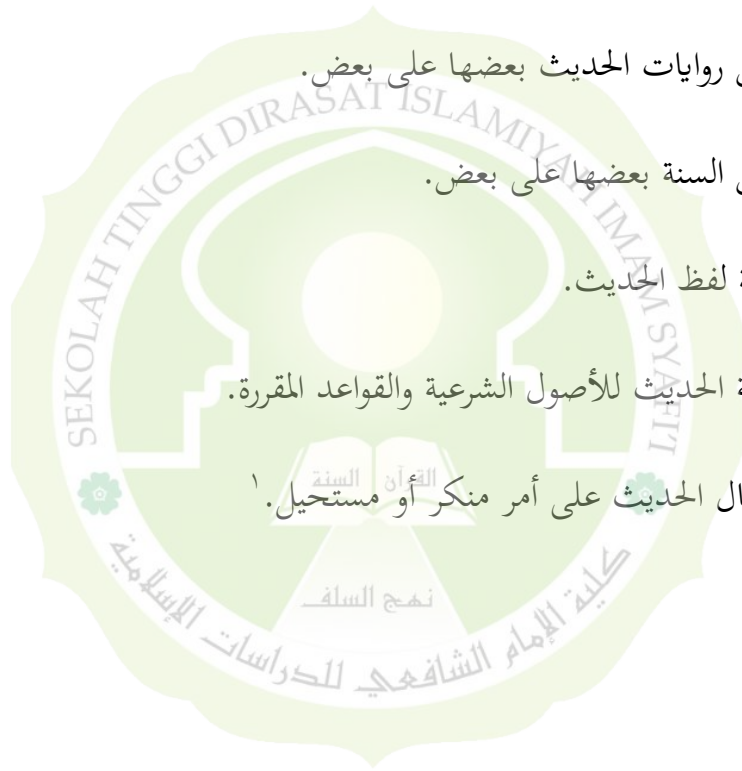 روايات الحديث بعضها على بعض.
السنة بعضها على بعض.
لفظ الحديث.
الحديث للأصول الشرعية والقواعد المقررة.
الحديث على أمر منكر أو مستحيل.١
SEKOLAH TINGGI DIRASAT ISLAMIYAH IMAM SYAFI'I
القرآن السنة
نهج السلف
كلية الإمام الشافعي للدراسات الإسلامية